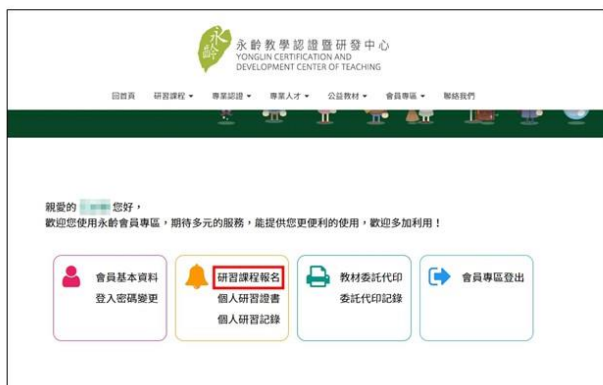 永齡
永齡教學認證暨研發中心
YONGLIN CERTIFICATION AND
DEVELOPMENT CENTER OF TEACHING
回首頁 研習課程 專業認證 專業人才 公益教材 會員專區 聯絡我們
親愛的 您好，
歡迎您使用永齡會員專區，期待多元的服務，能提供您更便利的使用，歡迎多加利用！
會員基本資料
登入密碼變更
研習課程報名
個人研習證書
個人研習記錄
教材委託代印
委託代印記錄
會員專區登出